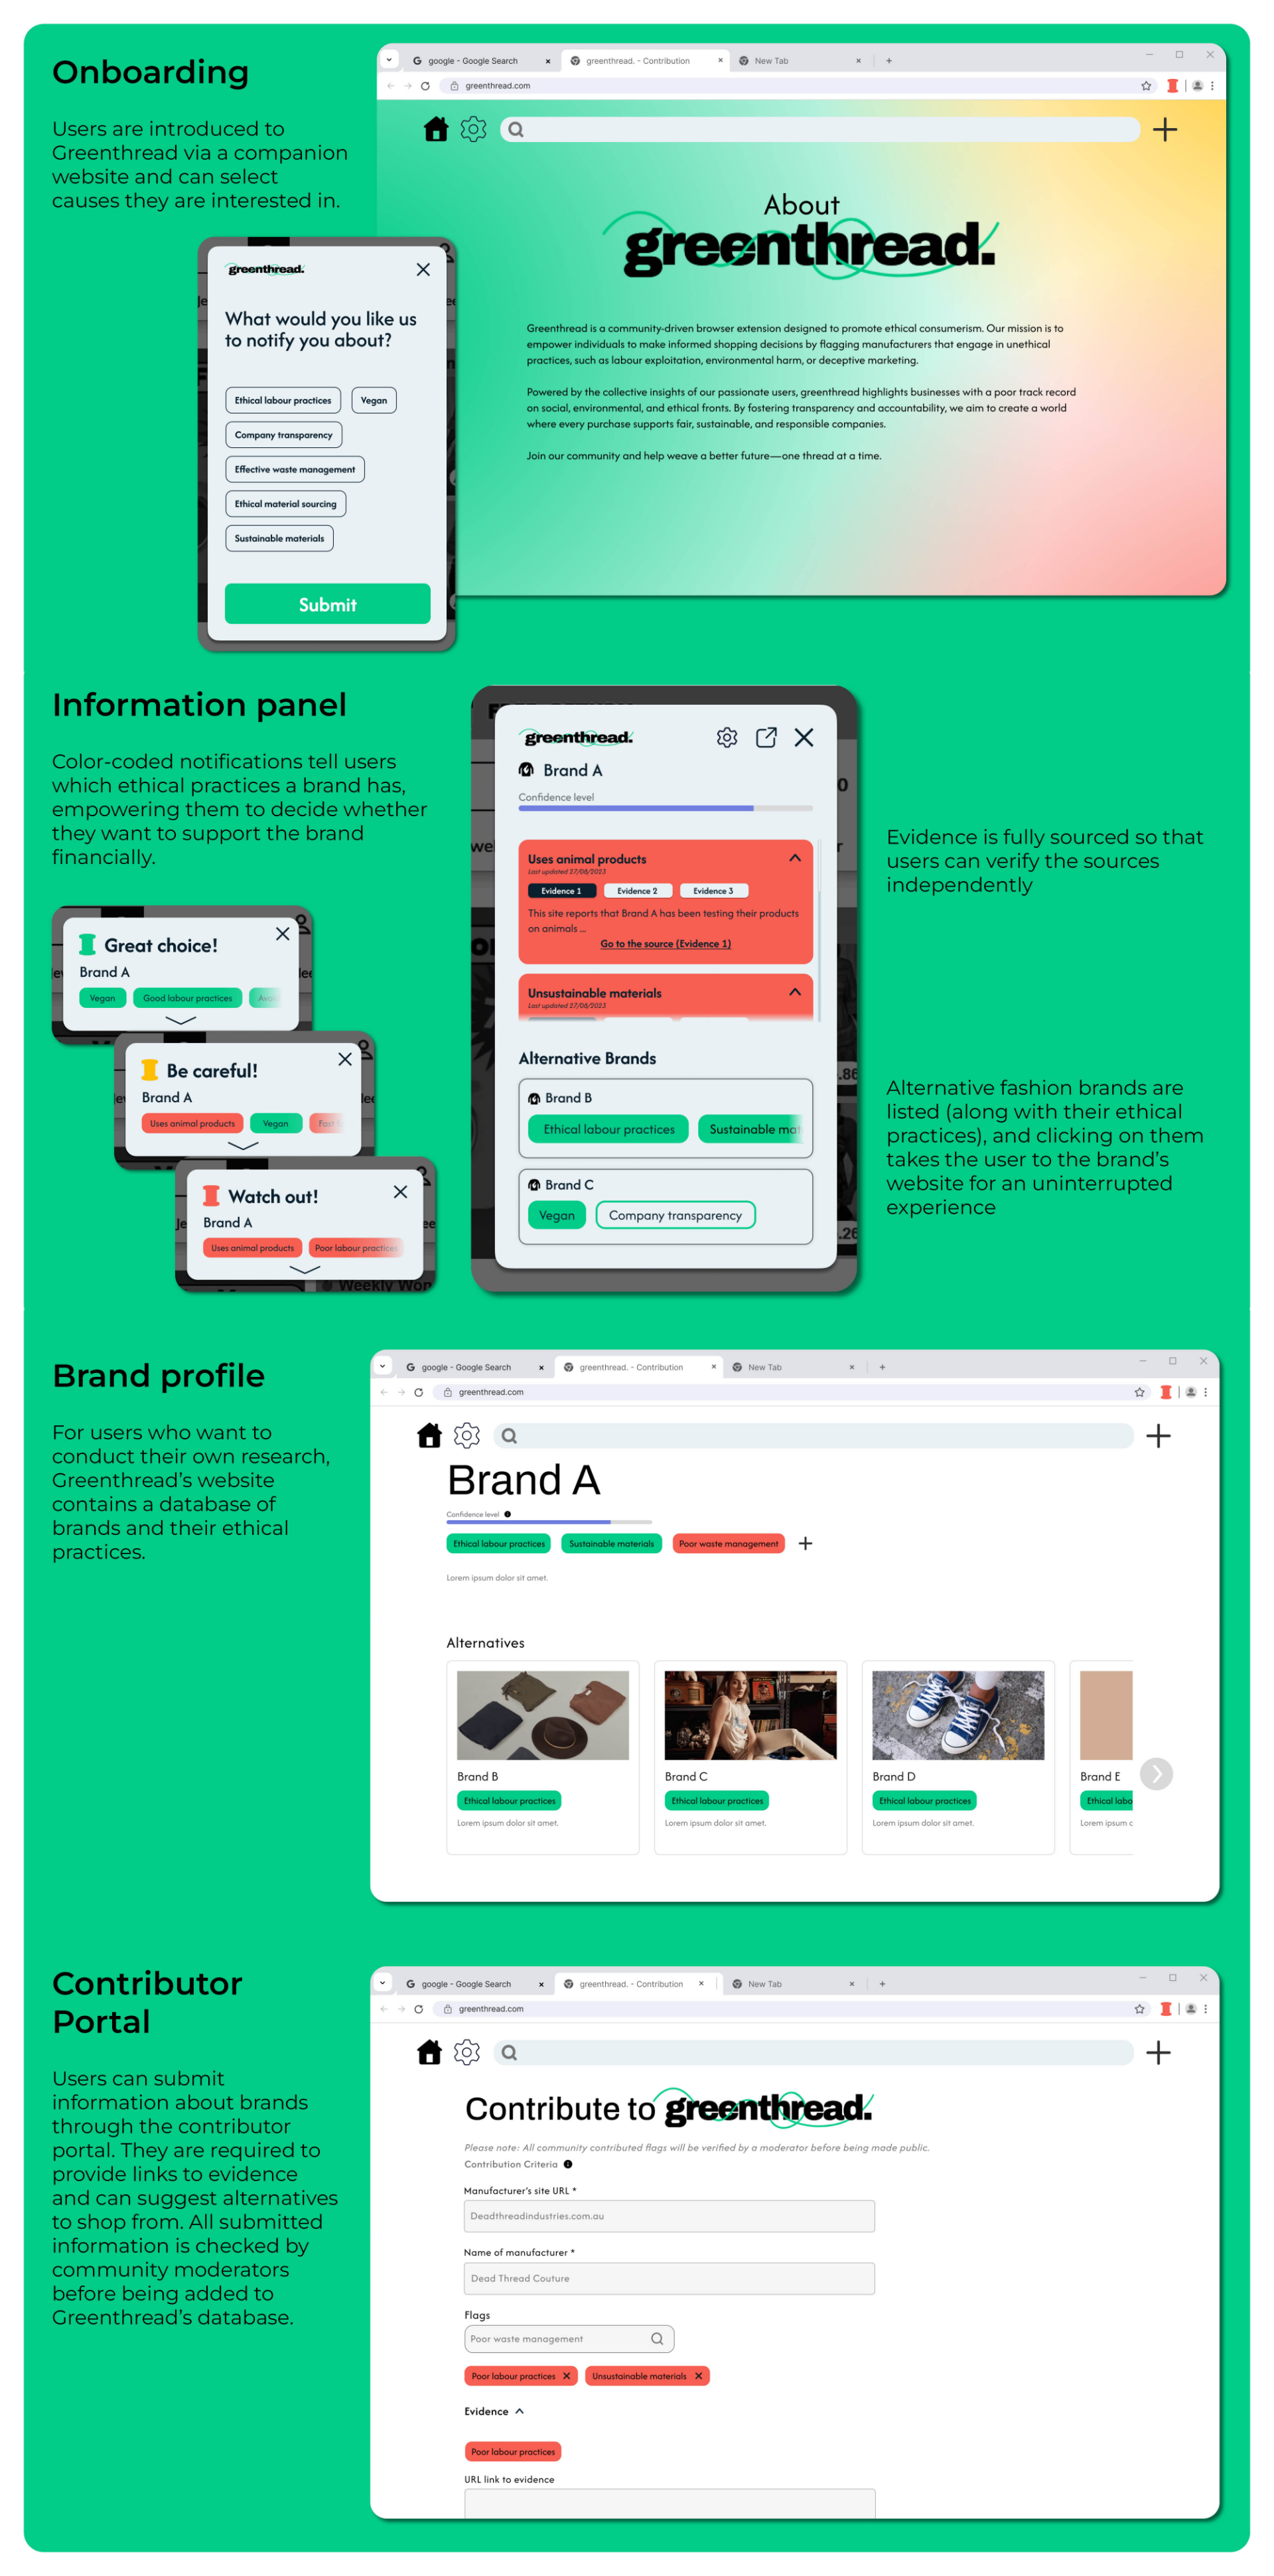 Onboarding
Users are introduced to
Greenthread via a companion
website and can select
causes they are interested in.
google - Google Search
greenthread. - Contribution
New Tab
greenthread.com
About
greenthread.
Greenthread is a community-driven browser extension designed to promote ethical consumerism. Our mission is to
empower individuals to make informed shopping decisions by flagging manufacturers that engage in unethical
practices, such as labour exploitation, environmental harm, or deceptive marketing.
Powered by the collective insights of our passionate users, greenthread highlights businesses with a poor track record
on social, environmental, and ethical fronts. By fostering transparency and accountability, we aim to create a world
where every purchase supports fair, sustainable, and responsible companies.
Join our community and help weave a better future—one thread at a time.
greenthread.
What would you like us
to notify you about?
Ethical labour practices
Vegan
Company transparency
Effective waste management
Ethical material sourcing
Sustainable materials
Submit
Information panel
Color-coded notifications tell users
which ethical practices a brand has,
empowering them to decide whether
they want to support the brand
financially.
Great choice!
Brand A
Vegan
Good labour practices
Be careful!
Brand A
Uses animal products
Vegan
Fast
Watch out!
Brand A
Uses animal products
Poor labour practices
Weekly
greenthread.
Brand A
Confidence level
Uses animal products
Last updated 27/08/2023
Evidence 1
Evidence 2
Evidence 3
This site reports that Brand A has been testing their products
on animals ...
Go to the source (Evidence 1)
Unsustainable materials
Last updated 27/08/2023
Alternative Brands
Brand B
Ethical labour practices
Sustainable mat
Brand C
Vegan
Company transparency
.86
.26
Evidence is fully sourced so that
users can verify the sources
independently
Alternative fashion brands are
listed (along with their ethical
practices), and clicking on them
takes the user to the brand's
website for an uninterrupted
experience
Brand profile
For users who want to
conduct their own research,
Greenthread's website
contains a database of
brands and their ethical
practices.
google - Google Search
greenthread. - Contribution
New Tab
greenthread.com
Brand A
Confidence level
Ethical labour practices
Sustainable materials
Poor waste management
Lorem ipsum dolor sit amet.
Alternatives
Brand B
Ethical labour practices
Lorem ipsum dolor sit amet.
Brand C
Ethical labour practices
Lorem ipsum dolor sit amet.
Brand D
Ethical labour practices
Lorem ipsum dolor sit amet.
Brand E
Ethical labo
Lorem ipsum
Contributor
Portal
Users can submit
information about brands
through the contributor
portal. They are required to
provide links to evidence
and can suggest alternatives
to shop from. All submitted
information is checked by
community moderators
before being added to
Greenthread's database.
google - Google Search
greenthread. - Contribution
New Tab
greenthread.com
Contribute to greenthread.
Please note: All community contributed flags will be verified by a moderator before being made public.
Contribution Criteria
Manufacturer's site URL *
Deadthreadindustries.com.au
Name of manufacturer *
Dead Thread Couture
Flags
Poor waste management
Poor labour practices
Unsustainable materials
Evidence
Poor labour practices
URL link to evidence